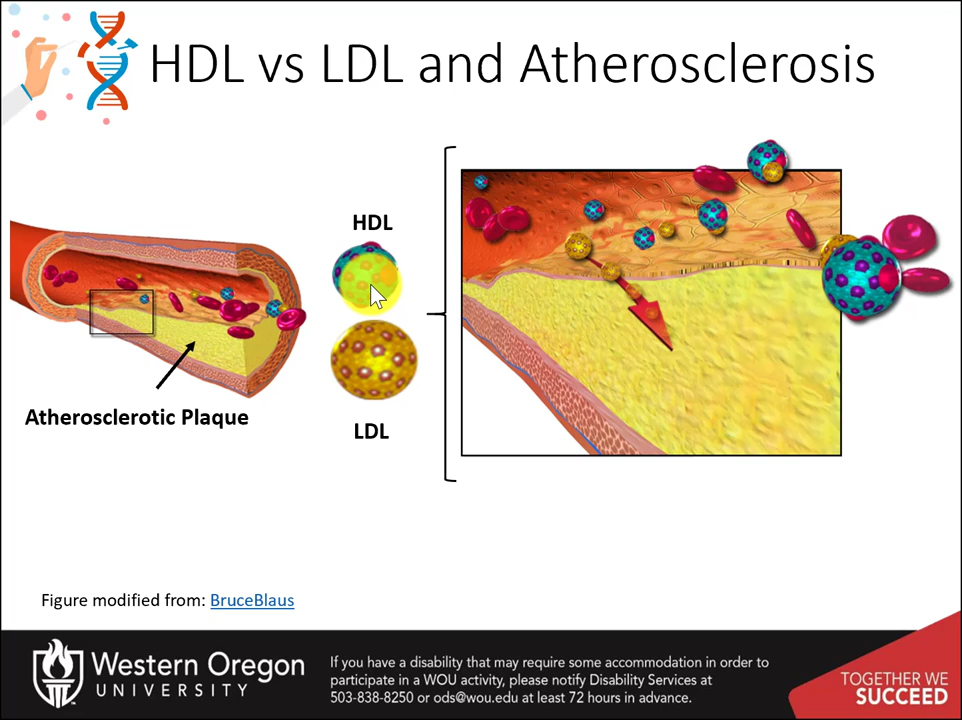 HDL vs LDL and Atherosclerosis
HDL
Atherosclerotic Plaque
LDL
Figure modified from: BruceBlaus
Western Oregon
UNIVERSITY
If you have a disability that may require some accommodation in order to
participate in a WOU activity, please notify Disability Services at
503-838-8250 or ods@wou.edu at least 72 hours in advance.
TOGETHER WE
SUCCEED